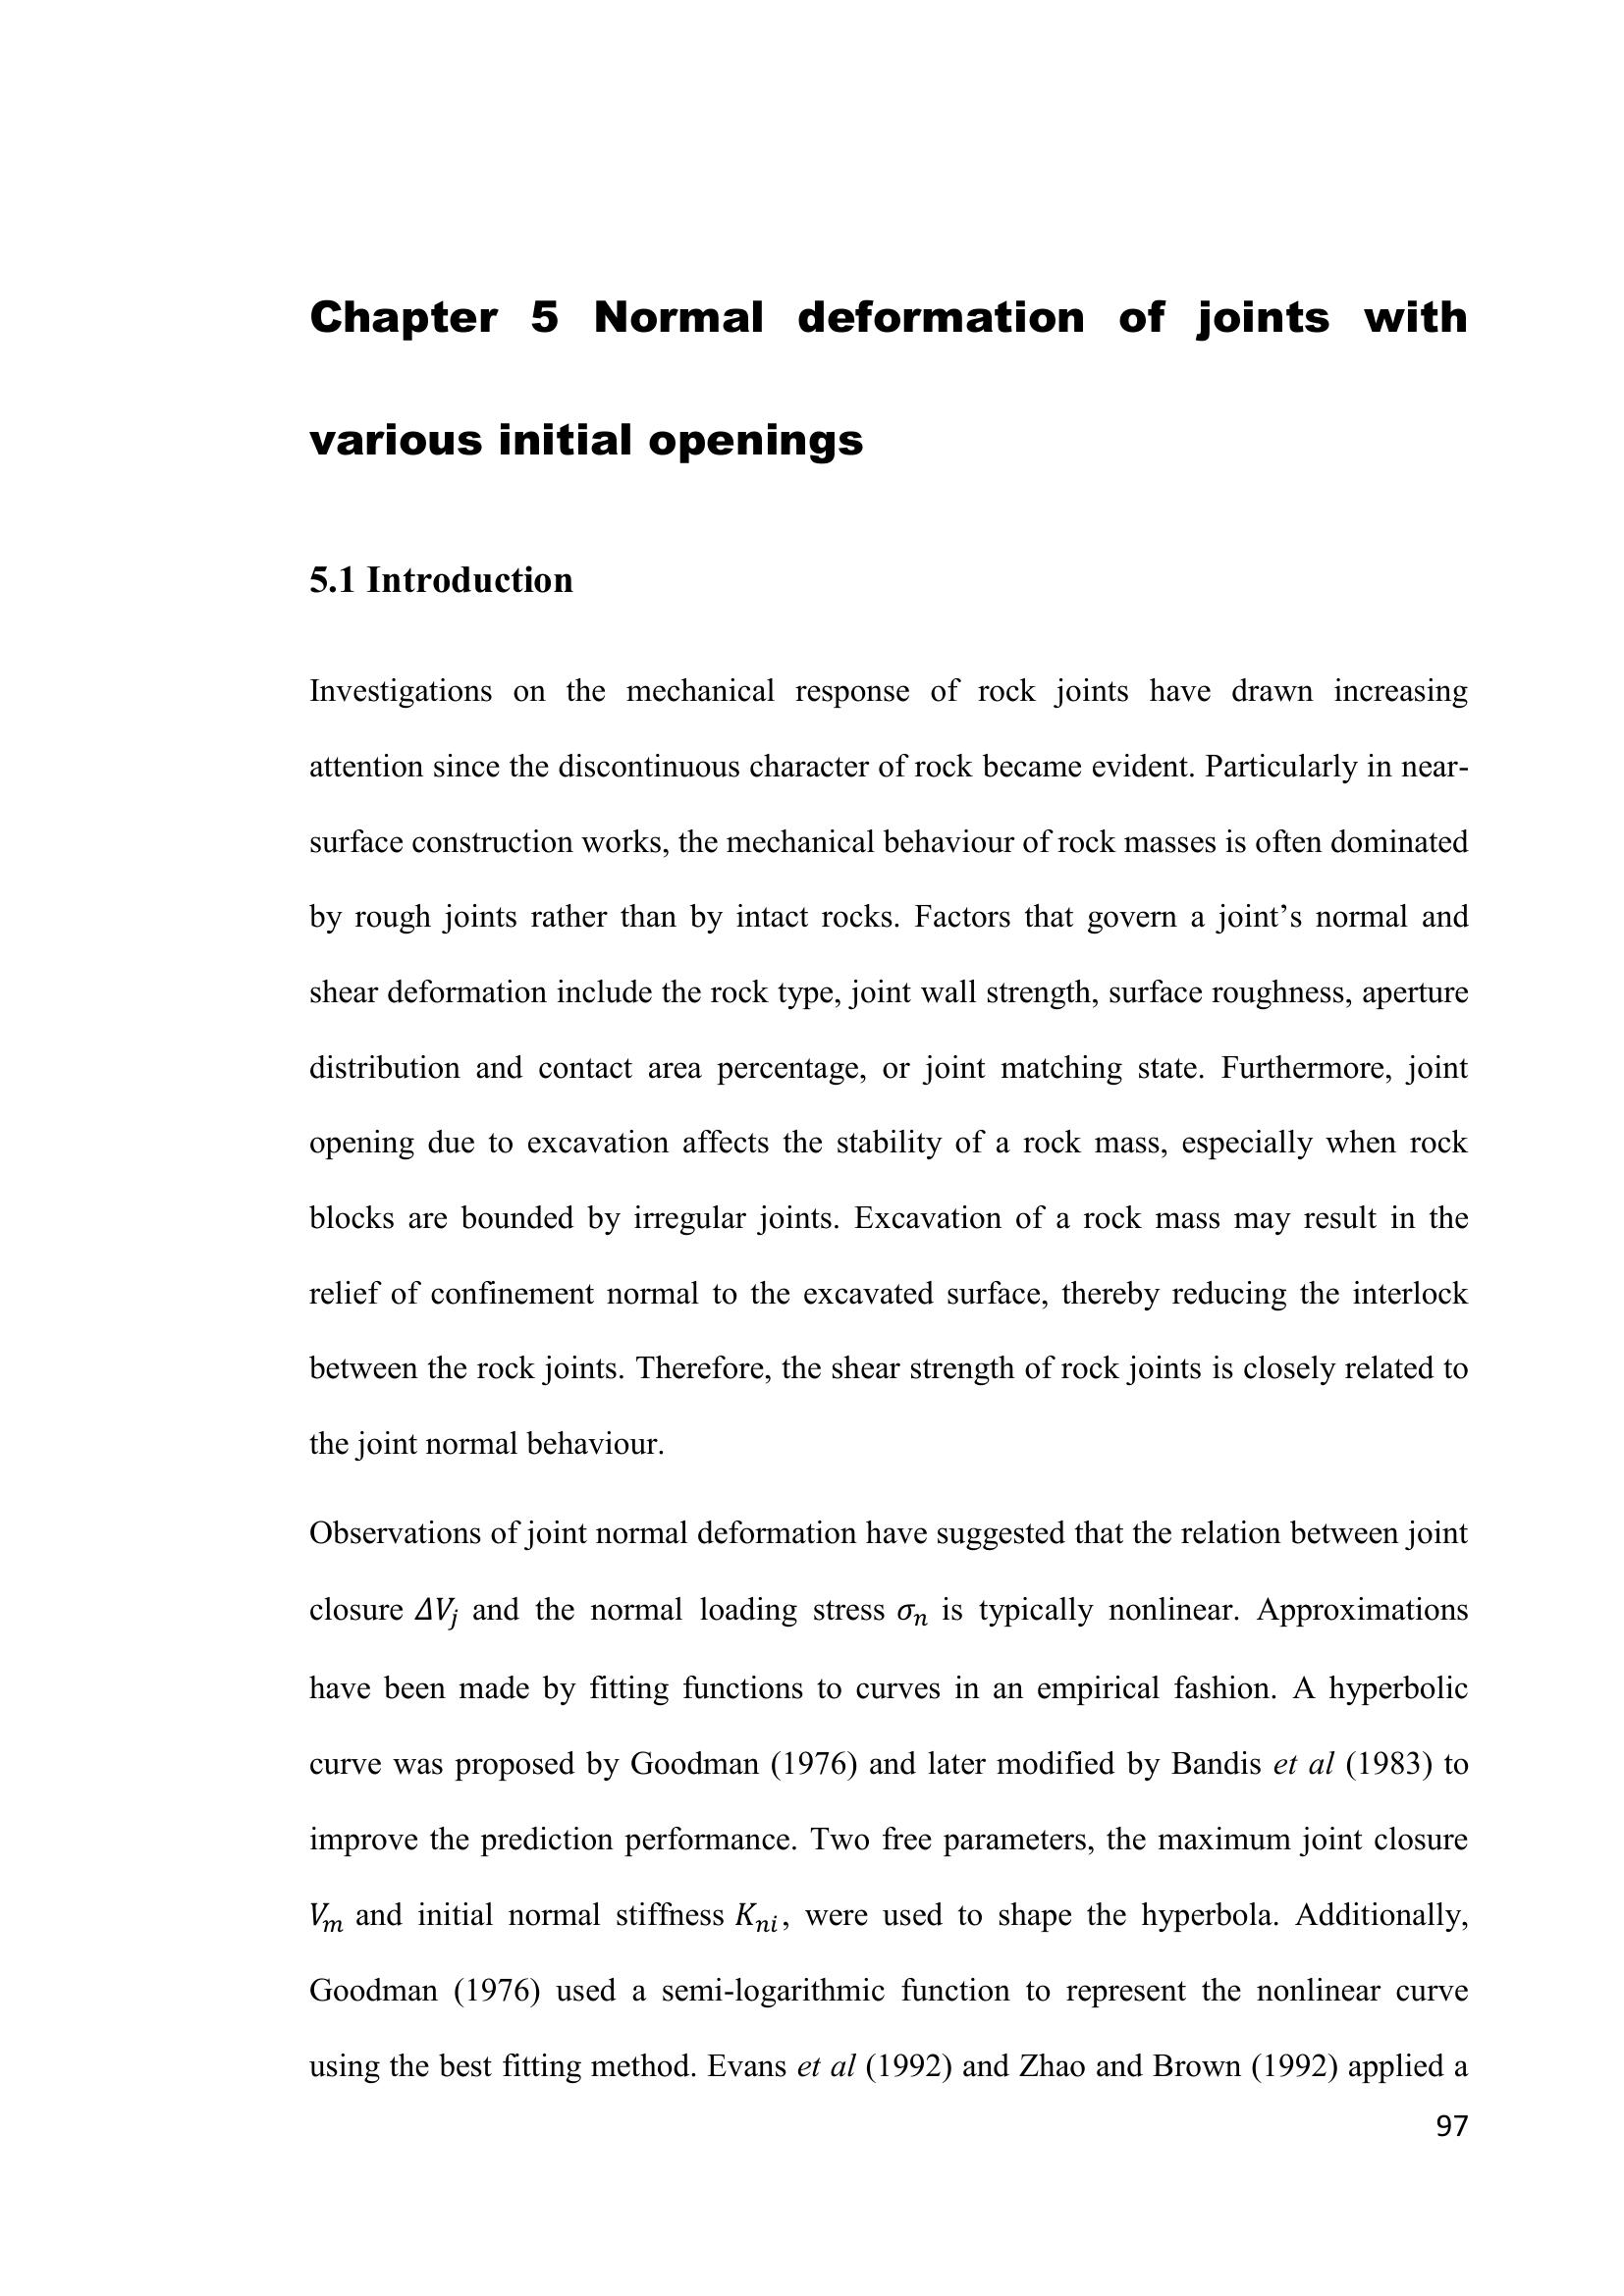 Chapter 5 Normal deformation of joints with
various initial openings
5.1 Introduction
Investigations on the mechanical response of rock joints have drawn increasing
attention since the discontinuous character of rock became evident. Particularly in near-
surface construction works, the mechanical behaviour of rock masses is often dominated
by rough joints rather than by intact rocks. Factors that govern a joint’s normal and
shear deformation include the rock type, joint wall strength, surface roughness, aperture
distribution and contact area percentage, or joint matching state. Furthermore, joint
opening due to excavation affects the stability of a rock mass, especially when rock
blocks are bounded by irregular joints. Excavation of a rock mass may result in the
relief of confinement normal to the excavated surface, thereby reducing the interlock
between the rock joints. Therefore, the shear strength of rock joints is closely related to
the joint normal behaviour.
Observations of joint normal deformation have suggested that the relation between joint
closure ΔVj and the normal loading stress σn is typically nonlinear. Approximations
have been made by fitting functions to curves in an empirical fashion. A hyperbolic
curve was proposed by Goodman (1976) and later modified by Bandis et al (1983) to
improve the prediction performance. Two free parameters, the maximum joint closure
Vm and initial normal stiffness Kni, were used to shape the hyperbola. Additionally,
Goodman (1976) used a semi-logarithmic function to represent the nonlinear curve
using the best fitting method. Evans et al (1992) and Zhao and Brown (1992) applied a
97